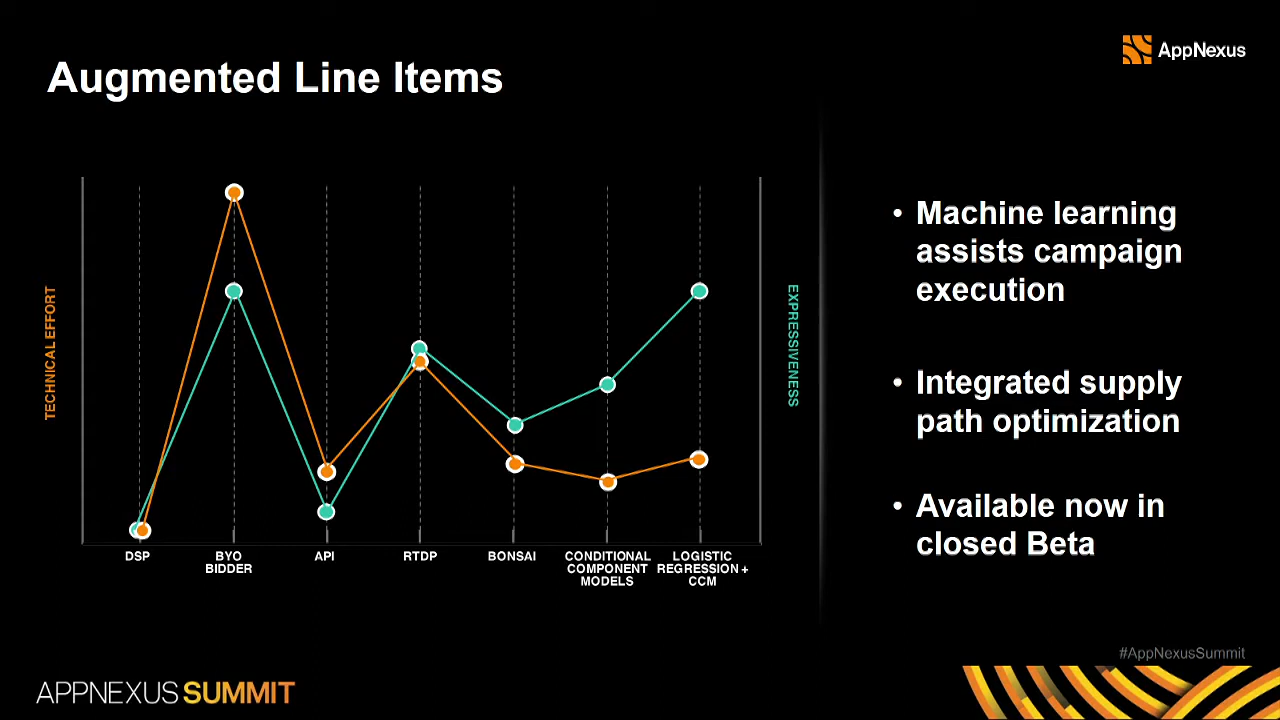 AppNexus
Augmented Line Items
TECHNICAL EFFORT
EXPRESSIVENESS
DSP
BYO
BIDDER
API
RTDP
BONSAI
CONDITIONAL
COMPONENT
MODELS
LOGISTIC
REGRESSION +
CCM
• Machine learning
assists campaign
execution
• Integrated supply
path optimization
• Available now in
closed Beta
#AppNexusSummit
APPNEXUS SUMMIT